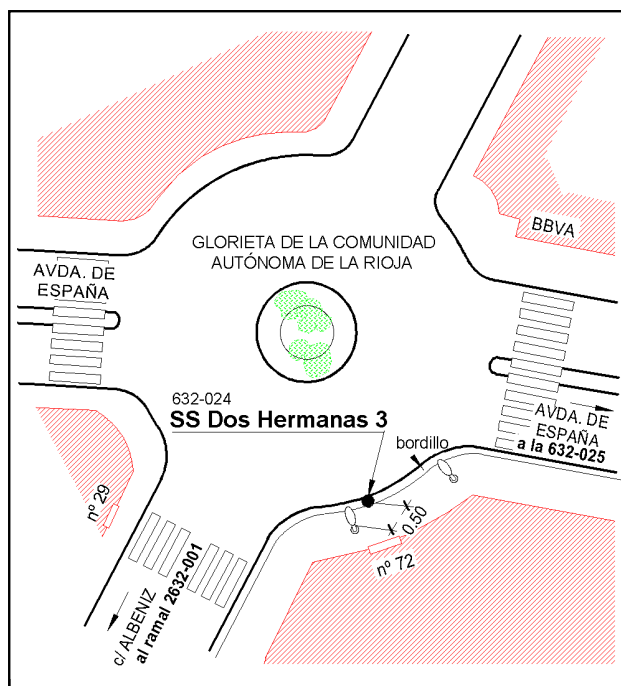 BBVA
GLORIETA DE LA COMUNIDAD
AUTÓNOMA DE LA RIOJA
AVDA. DE
ESPAÑA
632-024
SS Dos Hermanas 3
bordillo
AVDA. DE
ESPAÑA
a la 632-025
nº 29
0.50
nº 72
c/ ALBENIZ
al ramal 2632-001